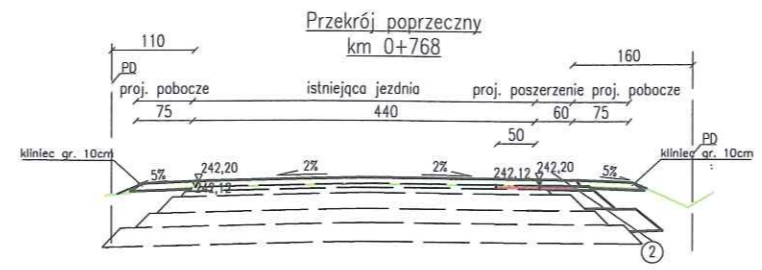 Przekrój poprzeczny
km 0+768
110
160
PD
proj. pobocze istniejąca jezdnia proj. poszerzenie proj. pobocze
75 440 60 75
50
PD
kliniec gr. 10cm kliniec gr. 10cm
5% 242,20 2% 2% 242,12 242,20 5%
242,12
2